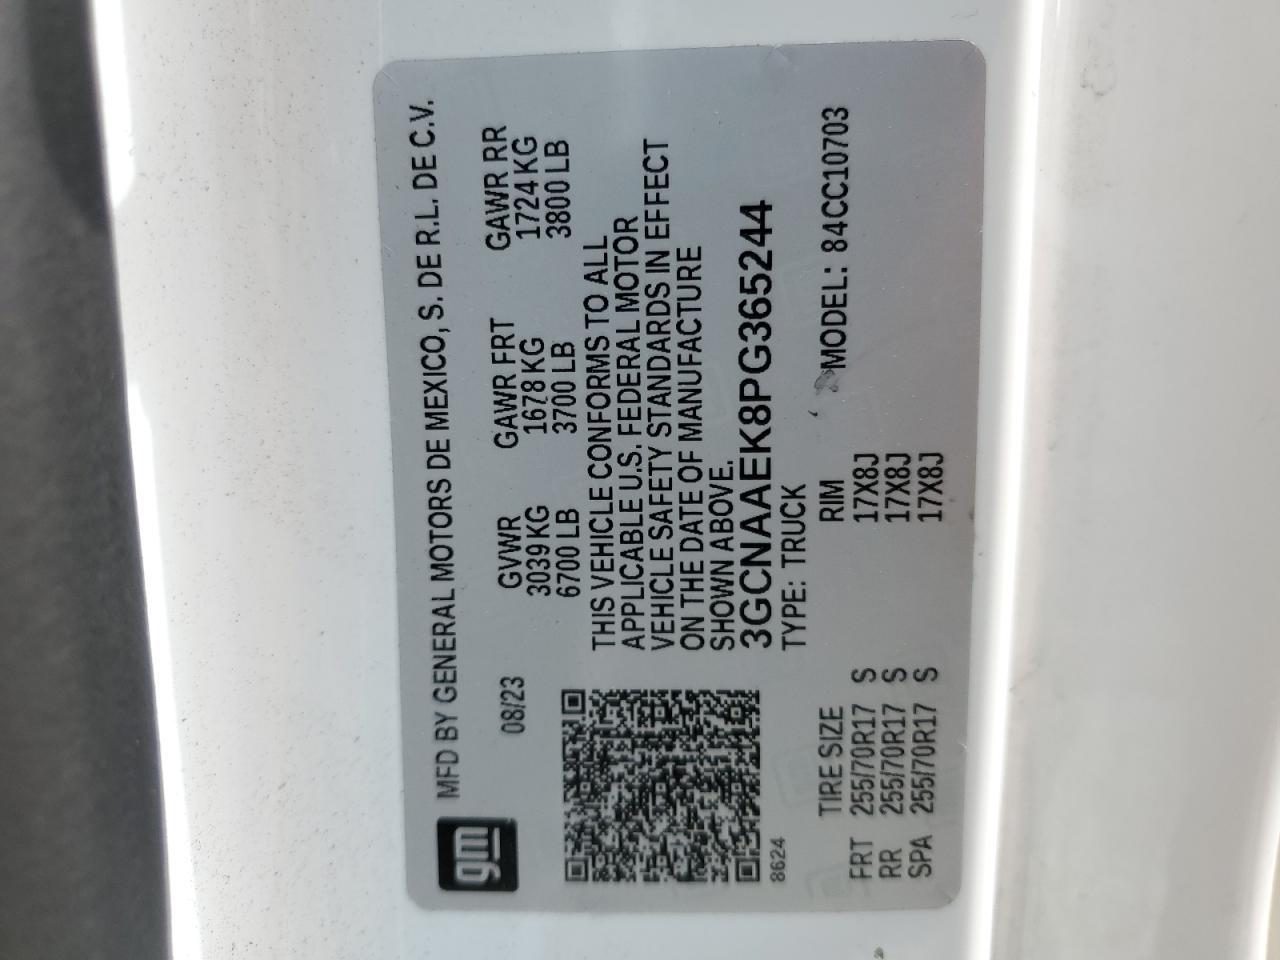 gm MFD BY GENERAL MOTORS DE MEXICO, S. DE R.L. DE C.V.
08/23 GVWR GAWR FRT GAWR RR
3039 KG 1678 KG 1724 KG
6700 LB 3700 LB 3800 LB
THIS VEHICLE CONFORMS TO ALL
APPLICABLE U.S. FEDERAL MOTOR
VEHICLE SAFETY STANDARDS IN EFFECT
ON THE DATE OF MANUFACTURE
SHOWN ABOVE.
3GCNAAEK8PG365244
8624 TYPE: TRUCK
TIRE SIZE RIM MODEL: 84CC10703
FRT 255/70R17 S 17X8J
RR 255/70R17 S 17X8J
SPA 255/70R17 S 17X8J